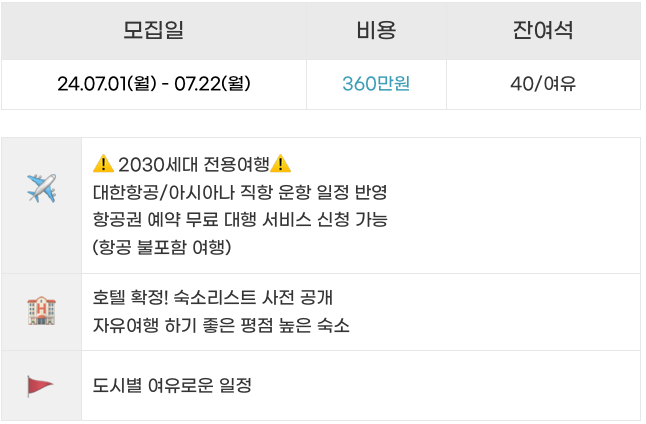 모집일 비용 잔여석
24.07.01(월) - 07.22(월) 360만원 40/여유
⚠️ 2030세대 전용여행⚠️
대한항공/아시아나 직항 운항 일정 반영
항공권 예약 무료 대행 서비스 신청 가능
(항공 불포함 여행)
호텔 확정! 숙소리스트 사전 공개
자유여행 하기 좋은 평점 높은 숙소
도시별 여유로운 일정